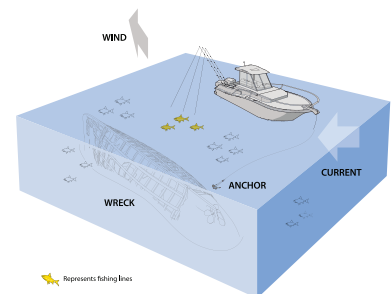 WIND
ANCHOR
CURRENT
WRECK
Represents fishing lines